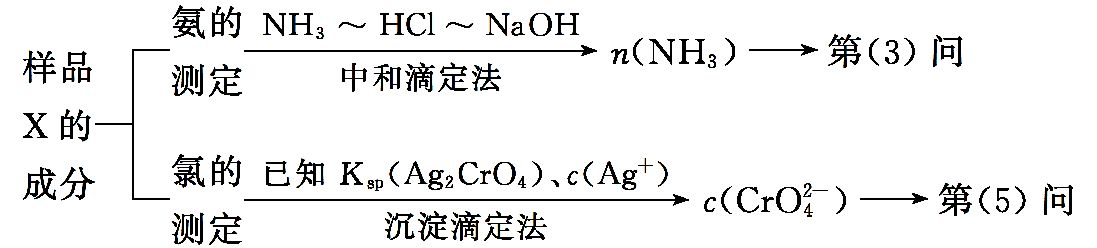 样品
X 的
成分
氨的
测定
NH₃ ~ HCl ~ NaOH
中和滴定法
n(NH₃)
第(3) 问
氯的
测定
已知 Kₛₚ(Ag₂CrO₄)、c(Ag⁺)
沉淀滴定法
c(CrO₄²⁻)
第(5) 问